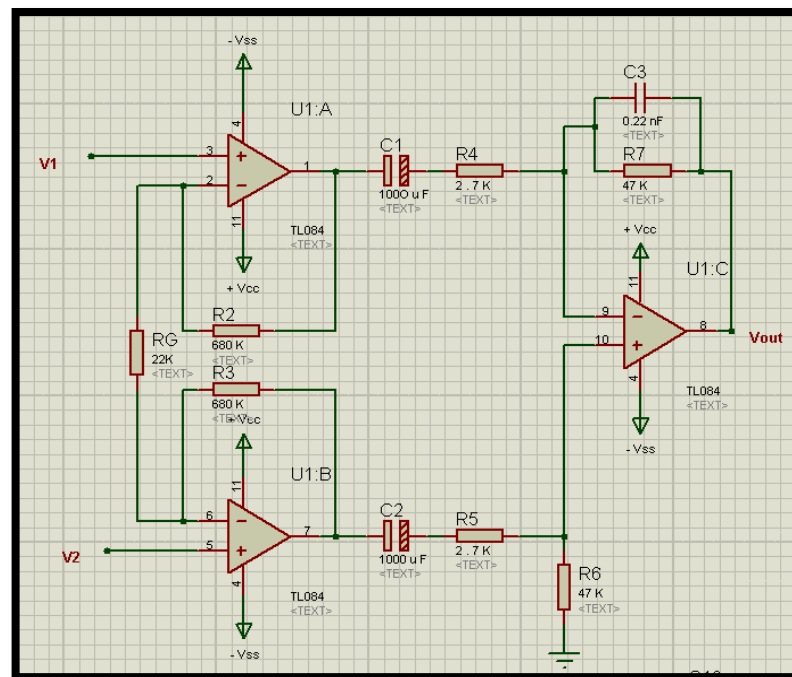 - Vss
U1:A
4
V1
3
2
1
11
TL084
<TEXT>
+ Vcc
C1
1000 u F
<TEXT>
R4
2.7 K
<TEXT>
C3
0.22 nF
<TEXT>
R7
47 K
<TEXT>
+ Vcc
11
U1:C
9
10
8
Vout
4
TL084
<TEXT>
- Vss
R2
680 K
<TEXT>
RG
22K
<TEXT>
R3
680 K
<TEXT>
+ Vcc
11
U1:B
6
5
7
V2
4
TL084
<TEXT>
- Vss
C2
1000 u F
<TEXT>
R5
2.7 K
<TEXT>
R6
47 K
<TEXT>